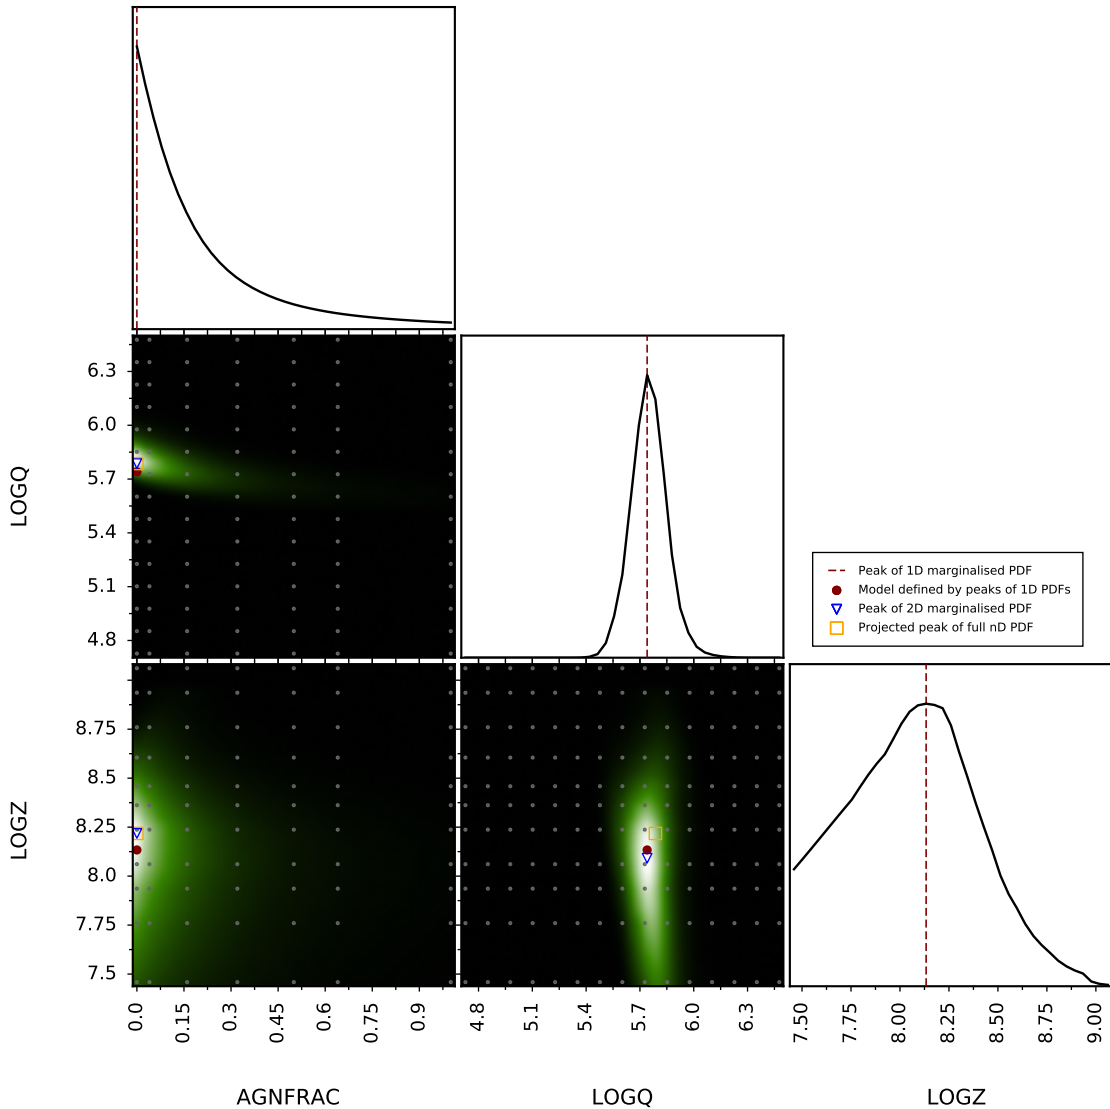 6.3
6.0
5.7
5.4
5.1
4.8
LOGQ
Peak of 1D marginalised PDF
Model defined by peaks of 1D PDFs
Peak of 2D marginalised PDF
Projected peak of full nD PDF
8.75
8.5
8.25
8.0
7.75
7.5
LOGZ
0.0 0.15 0.3 0.45 0.6 0.75 0.9
4.8 5.1 5.4 5.7 6.0 6.3
7.50 7.75 8.00 8.25 8.50 8.75 9.00
AGNFRAC
LOGQ
LOGZ